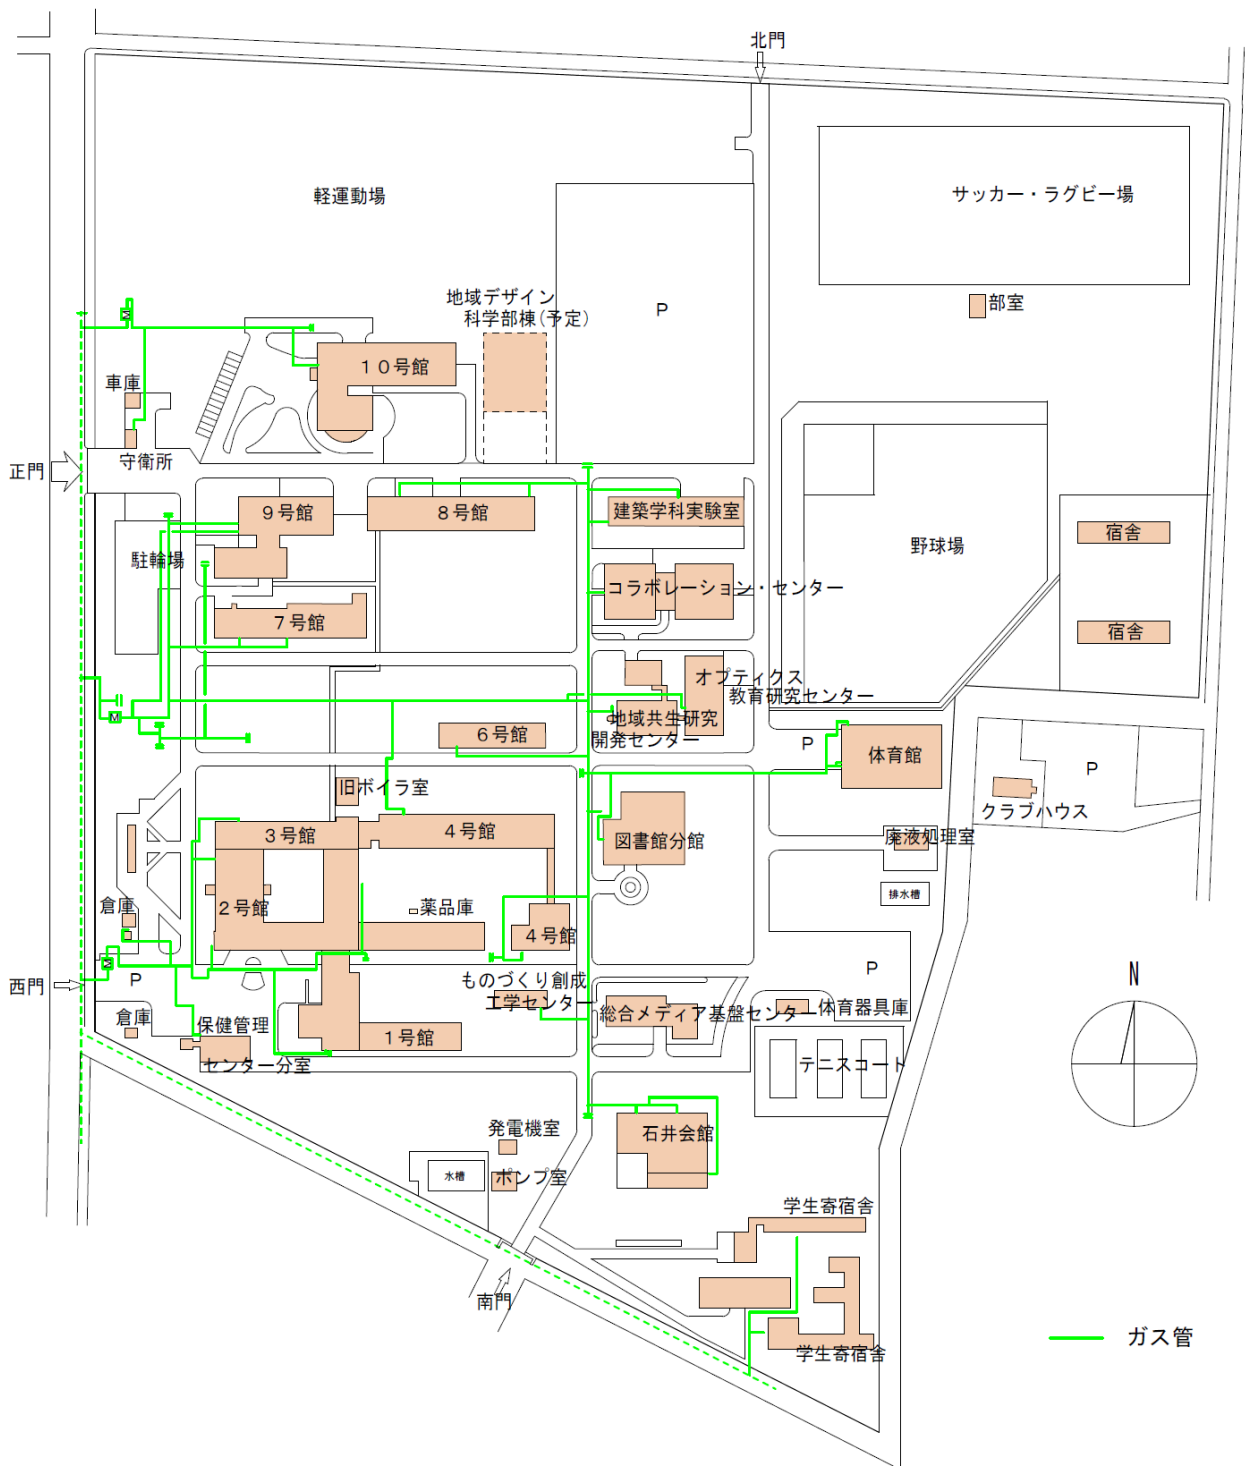 北門
軽運動場
サッカー・ラグビー場
地域デザイン
科学部棟(予定)
P
部室
M
10号館
車庫
守衛所
正門
9号館
8号館
建築学科実験室
宿舎
駐輪場
野球場
コラボレーション・センター
7号館
宿舎
オプティクス
教育研究センター
M
地域共生研究
開発センター
6号館
P
体育館
P
旧ボイラ室
クラブハウス
3号館
4号館
図書館分館
廃液処理室
排水槽
倉庫
2号館
薬品庫
4号館
M
西門
P
ものづくり創成
工学センター
P
N
倉庫
保健管理
センター分室
1号館
総合メディア基盤センター
体育器具庫
テニスコート
発電機室
石井会館
水槽
ポンプ室
学生寄宿舎
南門
学生寄宿舎
ガス管